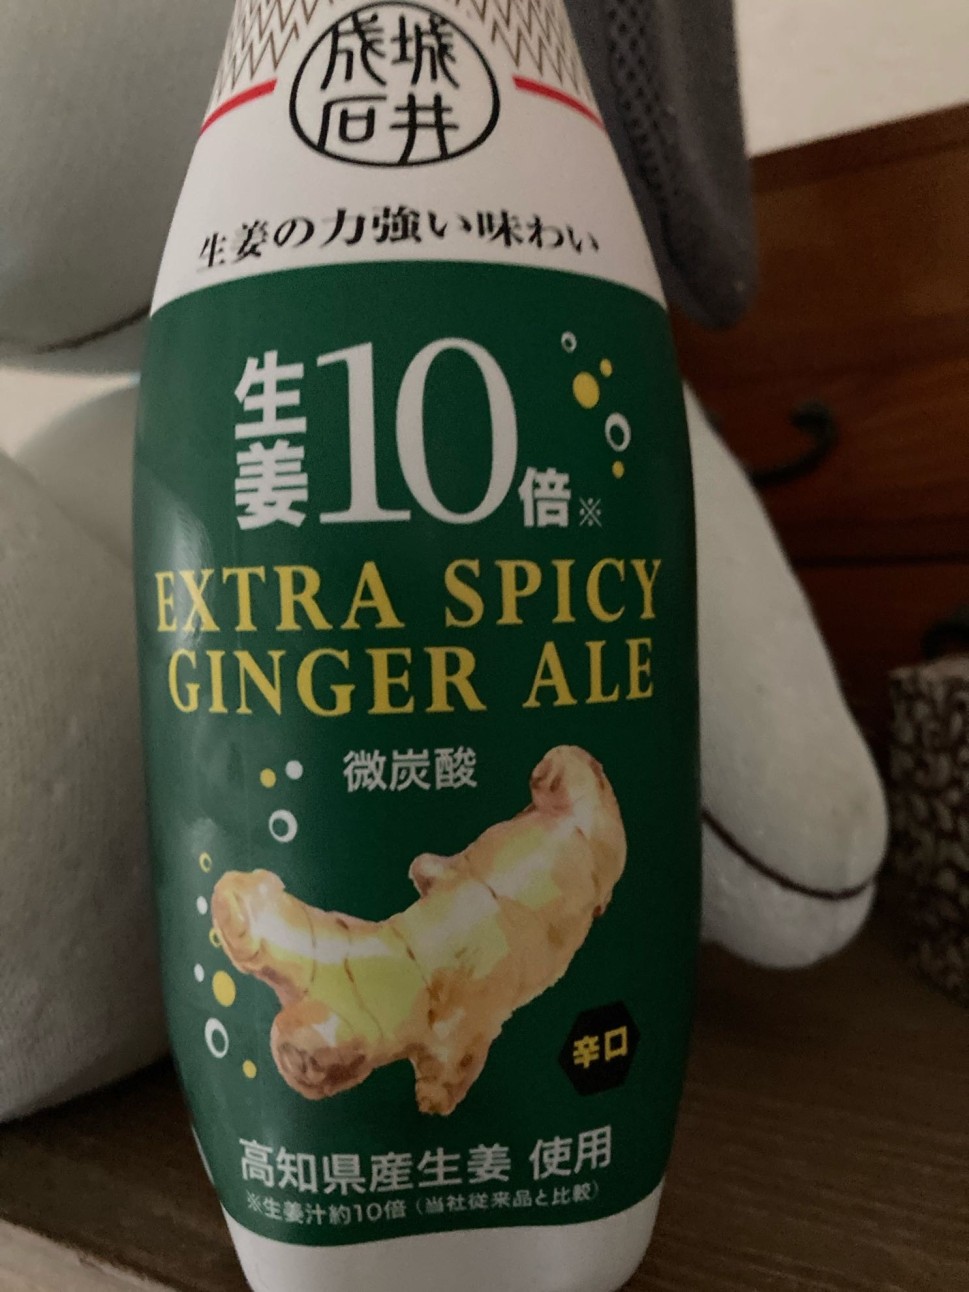 成城
石井
生姜の力強い味わい
生姜10倍※
EXTRA SPICY
GINGER ALE
微炭酸
辛口
高知県産生姜 使用
※生姜汁約10倍（当社従来品と比較）